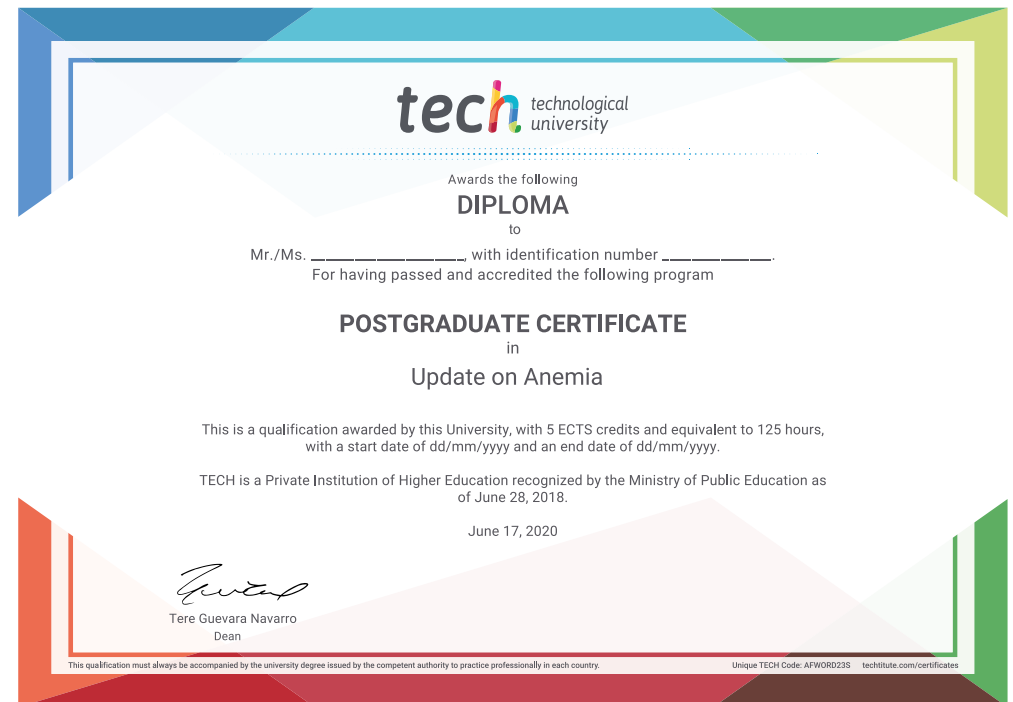 tech technological
university
Awards the following
DIPLOMA
to
Mr./Ms. ______________, with identification number __________.
For having passed and accredited the following program
POSTGRADUATE CERTIFICATE
in
Update on Anemia
This is a qualification awarded by this University, with 5 ECTS credits and equivalent to 125 hours,
with a start date of dd/mm/yyyy and an end date of dd/mm/yyyy.
TECH is a Private Institution of Higher Education recognized by the Ministry of Public Education as
of June 28, 2018.
June 17, 2020
Tere Guevara Navarro
Dean
This qualification must always be accompanied by the university degree issued by the competent authority to practice professionally in each country.
Unique TECH Code: AFWORD23S techtitute.com/certificates